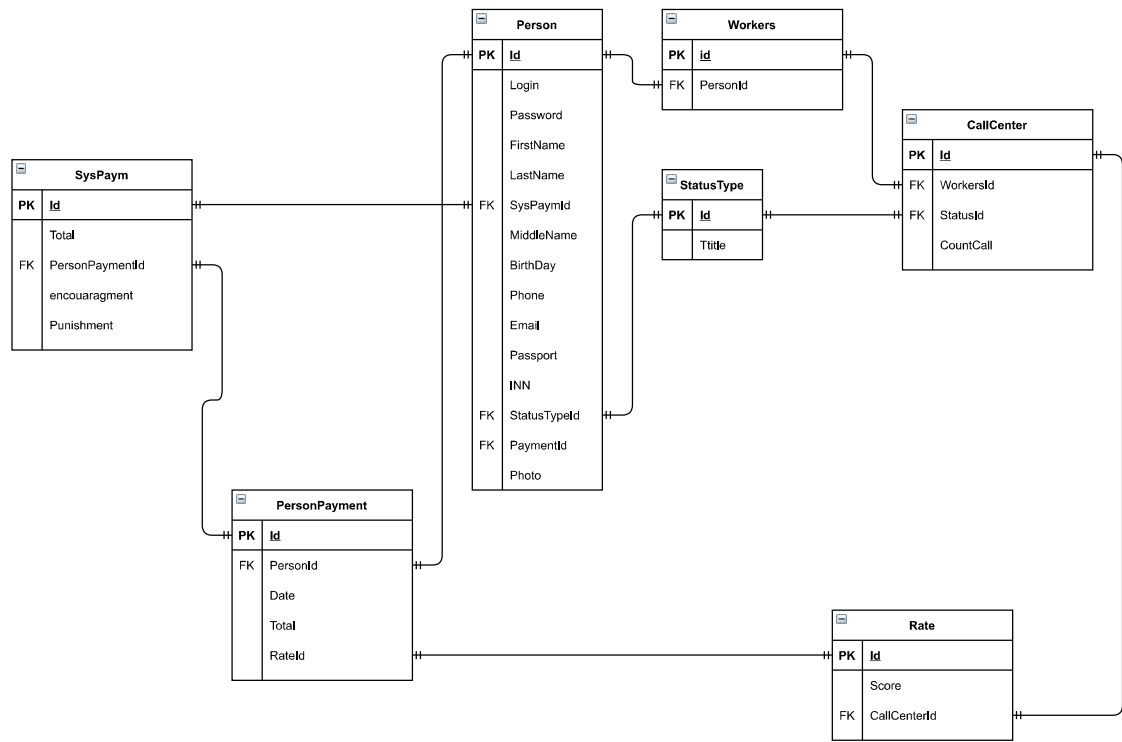 Person
PK Id
Login
Password
FirstName
LastName
FK SysPaymId
MiddleName
BirthDay
Phone
Email
Passport
INN
FK StatusTypeId
FK PaymentId
Photo
Workers
PK id
FK PersonId
CallCenter
PK Id
FK WorkersId
FK StatusId
CountCall
SysPaym
PK Id
Total
FK PersonPaymentId
encouaragment
Punishment
StatusType
PK Id
Ttitle
PersonPayment
PK Id
FK PersonId
Date
Total
RateId
Rate
PK Id
Score
FK CallCenterId